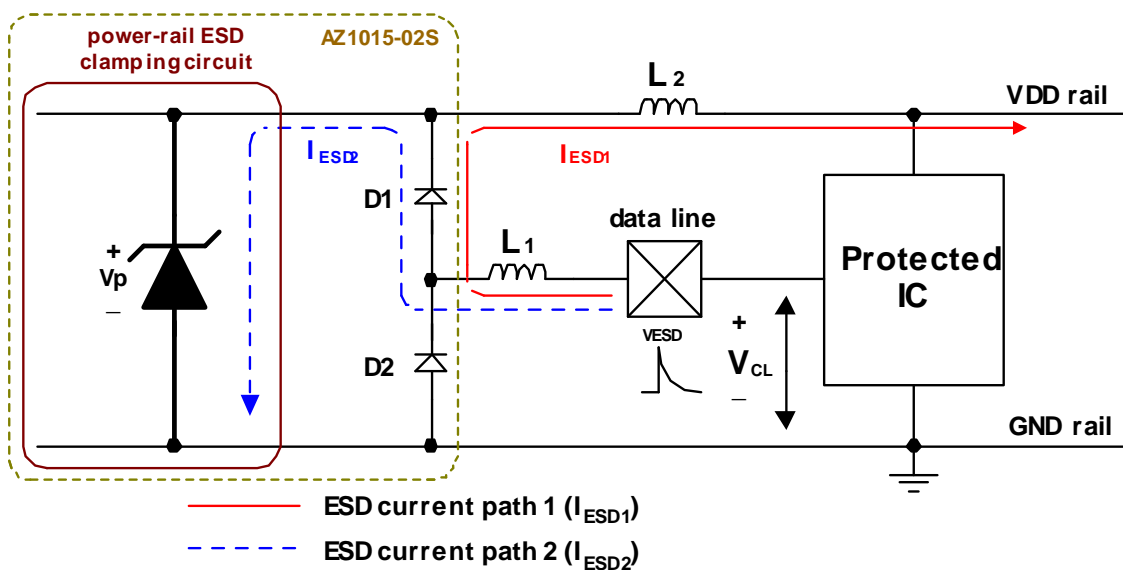 power-rail ESD
clamping circuit
AZ1015-02S
L2
VDD rail
IESD2
IESD1
D1
data line
L1
+
Vp
_
Protected
IC
VESD
+
VCL
_
D2
GND rail
ESD current path 1 (IESD1)
ESD current path 2 (IESD2)